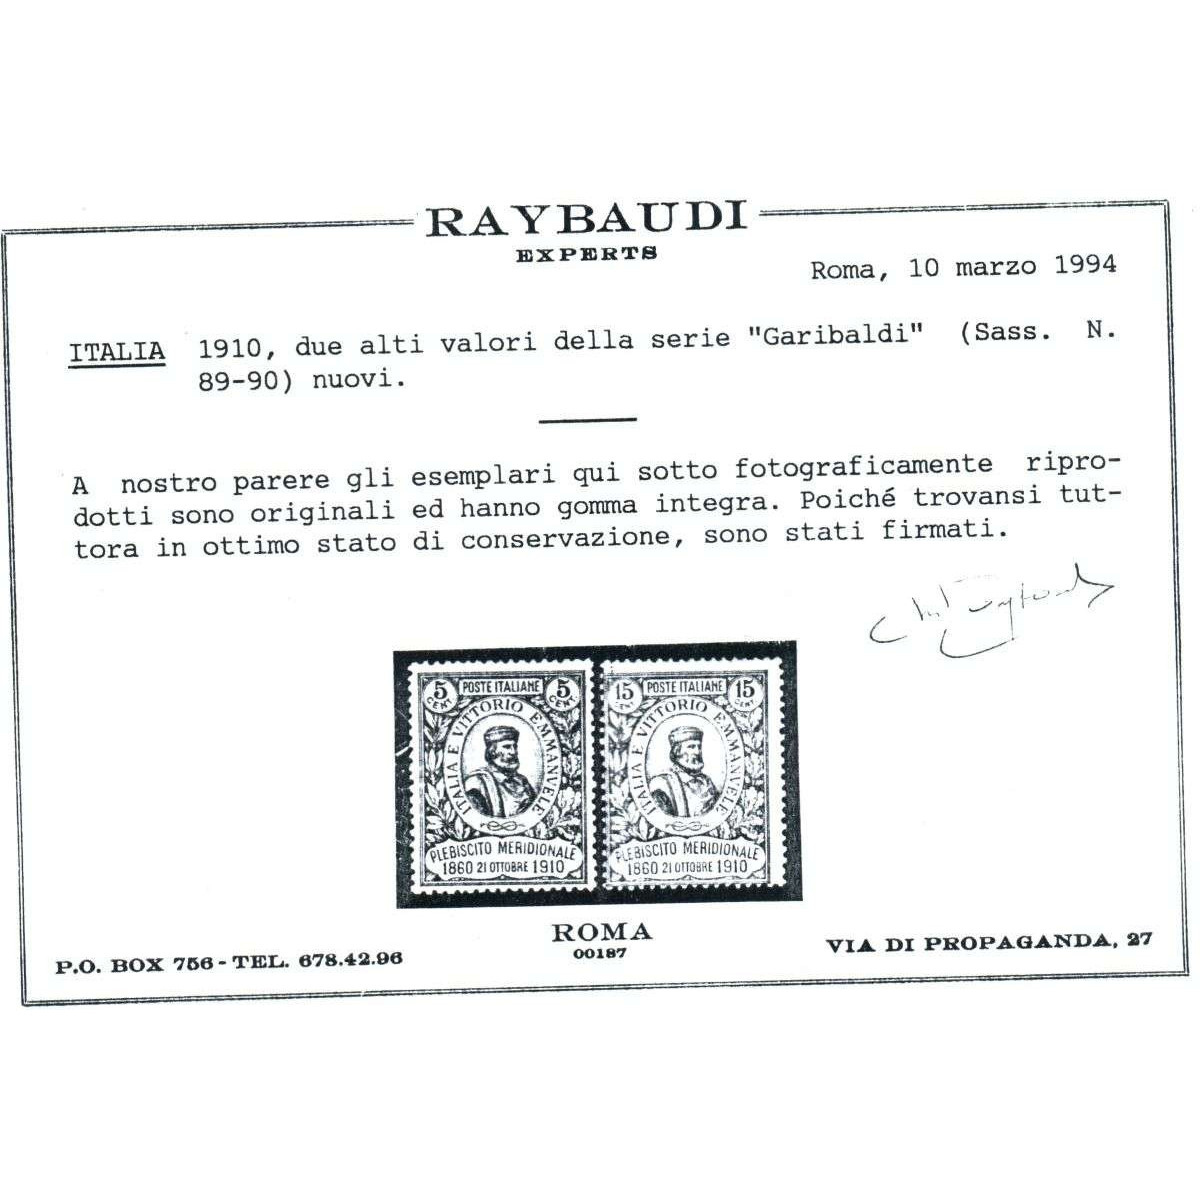 RAYBAUDI
EXPERTS
Roma, 10 marzo 1994
ITALIA 1910, due alti valori della serie "Garibaldi" (Sass. N.
89-90) nuovi.
A nostro parere gli esemplari qui sotto fotograficamente ripro-
dotti sono originali ed hanno gomma integra. Poiché trovansi tut-
tora in ottimo stato di conservazione, sono stati firmati.
5 CENT POSTE ITALIANE 5 CENT
ITALIA E VITTORIO EMMANVELE
PLEBISCITO MERIDIONALE
1860 21 OTTOBRE 1910
15 CENT POSTE ITALIANE 15 CENT
ITALIA E VITTORIO EMMANVELE
PLEBISCITO MERIDIONALE
1860 21 OTTOBRE 1910
P.O. BOX 756 - TEL. 678.42.96
ROMA
00187
VIA DI PROPAGANDA, 27